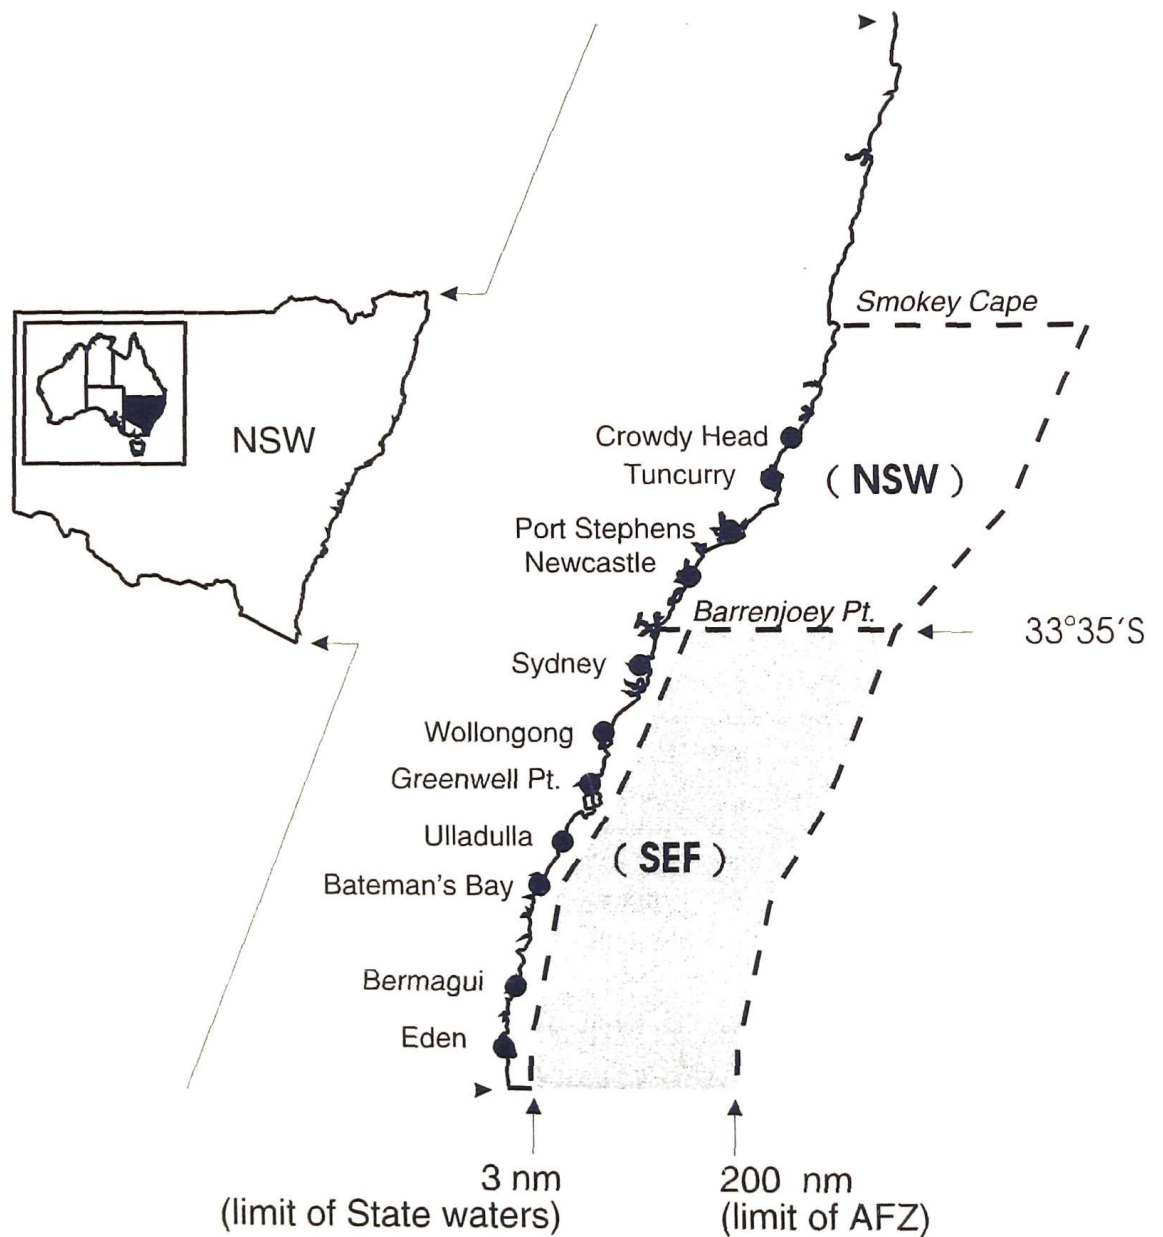 Smokey Cape
NSW
Crowdy Head
Tuncurry
( NSW )
Port Stephens
Newcastle
Barrenjoey Pt.
33°35'S
Sydney
Wollongong
Greenwell Pt.
Ulladulla
( SEF )
Bateman's Bay
Bermagui
Eden
3 nm
(limit of State waters)
200 nm
(limit of AFZ)